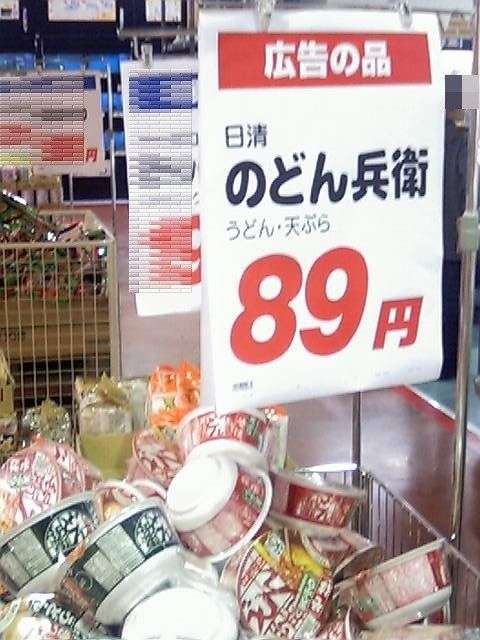 広告の品
日清
のどん兵衛
うどん・天ぷら
89円
円